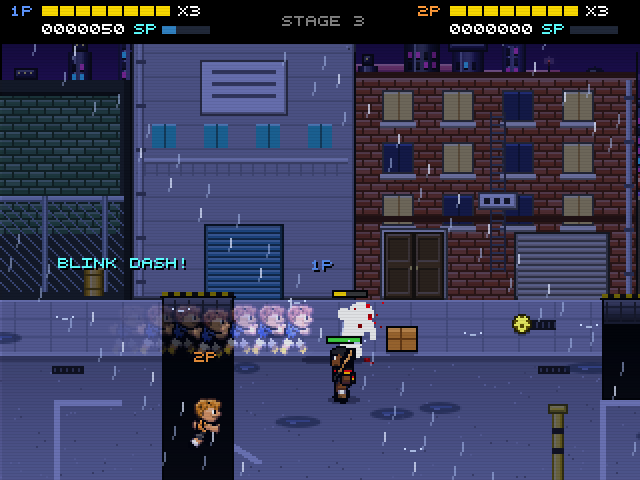 1P X3
0000050 SP
STAGE 3
2P X3
0000000 SP
BLINK DASH!
1P
2P